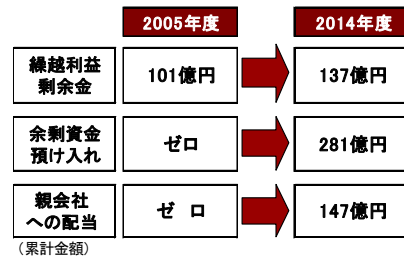 2005年度 2014年度
繰越利益
剰余金
101億円 137億円
余剰資金
預け入れ
ゼロ 281億円
親会社
への配当
ゼ ロ 147億円
(累計金額)